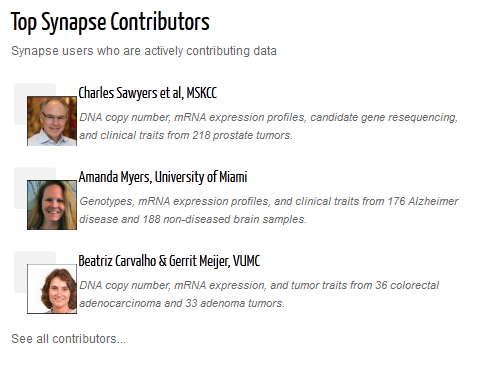 Top Synapse Contributors
Synapse users who are actively contributing data
Charles Sawyers et al, MSKCC
DNA copy number, mRNA expression profiles, candidate gene resequencing,
and clinical traits from 218 prostate tumors.
Amanda Myers, University of Miami
Genotypes, mRNA expression profiles, and clinical traits from 176 Alzheimer
disease and 188 non-diseased brain samples.
Beatriz Carvalho & Gerrit Meijer, VUMC
DNA copy number, mRNA expression, and tumor traits from 36 colorectal
adenocarcinoma and 33 adenoma tumors.
See all contributors...